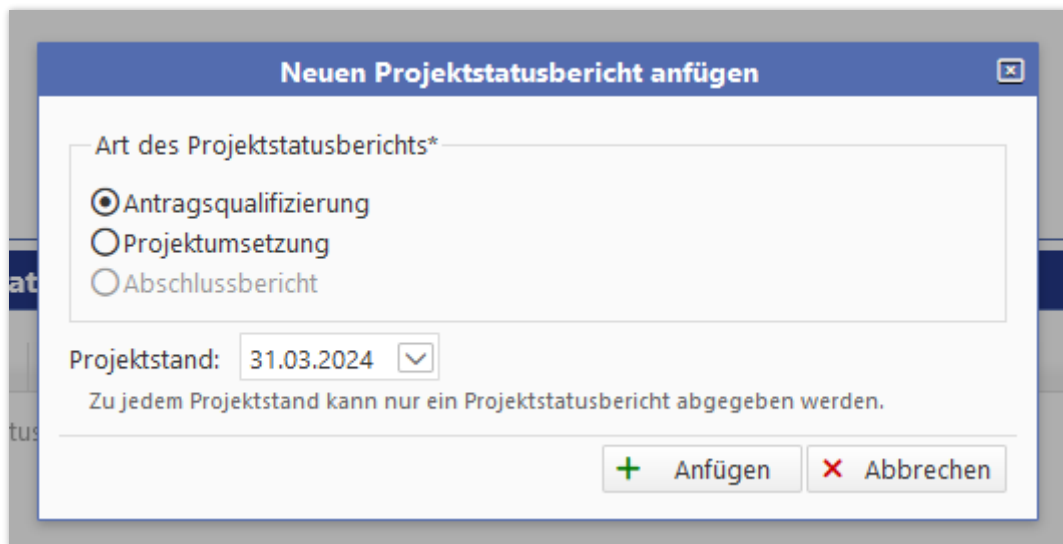 Neuen Projektstatusbericht anfügen
Art des Projektstatusberichts*
Antragsqualifizierung
Projektumsetzung
Abschlussbericht
Projektstand: 31.03.2024
Zu jedem Projektstand kann nur ein Projektstatusbericht abgegeben werden.
Anfügen Abbrechen